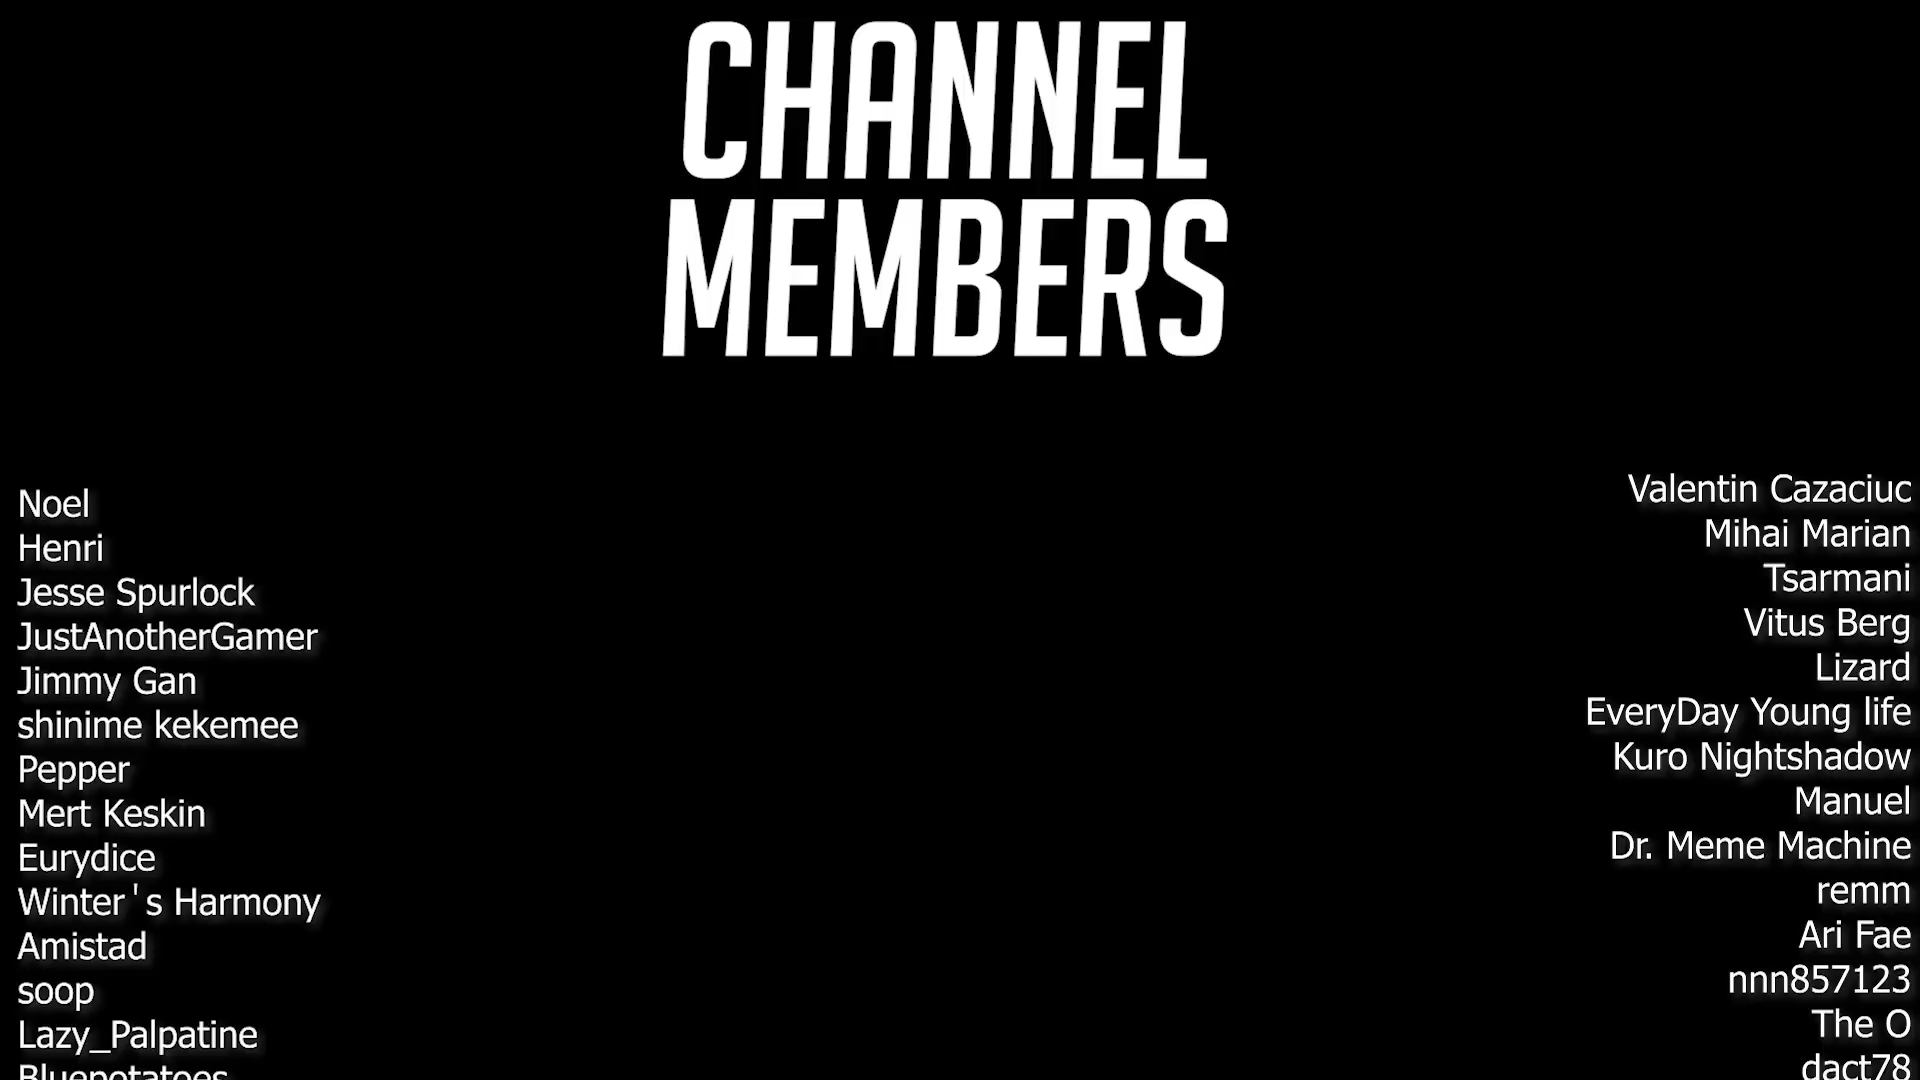 CHANNEL
MEMBERS
Noel
Henri
Jesse Spurlock
JustAnotherGamer
Jimmy Gan
shinime kekemee
Pepper
Mert Keskin
Eurydice
Winter's Harmony
Amistad
soop
Lazy_Palpatine
Bluepotatoes
Valentin Cazaciuc
Mihai Marian
Tsarmani
Vitus Berg
Lizard
EveryDay Young life
Kuro Nightshadow
Manuel
Dr. Meme Machine
remm
Ari Fae
nnn857123
The O
dact78